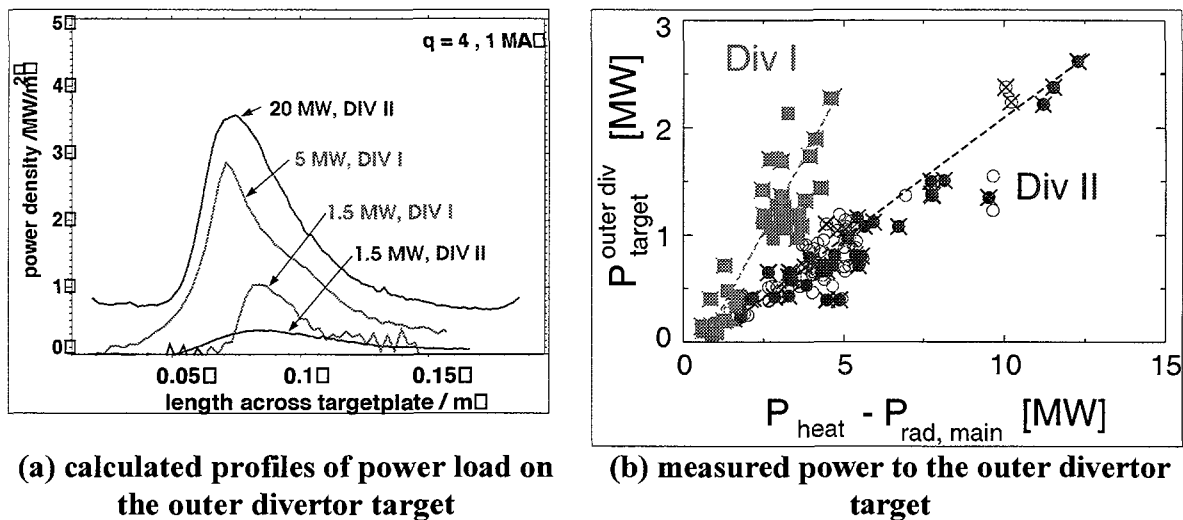 5▯
4▯
3▯
2▯
1▯
0▯
power density /MW/m2▯
q = 4 , 1 MA▯
20 MW, DIV II
5 MW, DIV I
1.5 MW, DIV I
1.5 MW, DIV II
0.05▯ 0.1▯ 0.15▯
length across targetplate / m▯
(a) calculated profiles of power load on
the outer divertor target
3
2
1
0
P outer div target [MW]
Div I
Div II
0 5 10 15
P heat - P rad, main [MW]
(b) measured power to the outer divertor
target